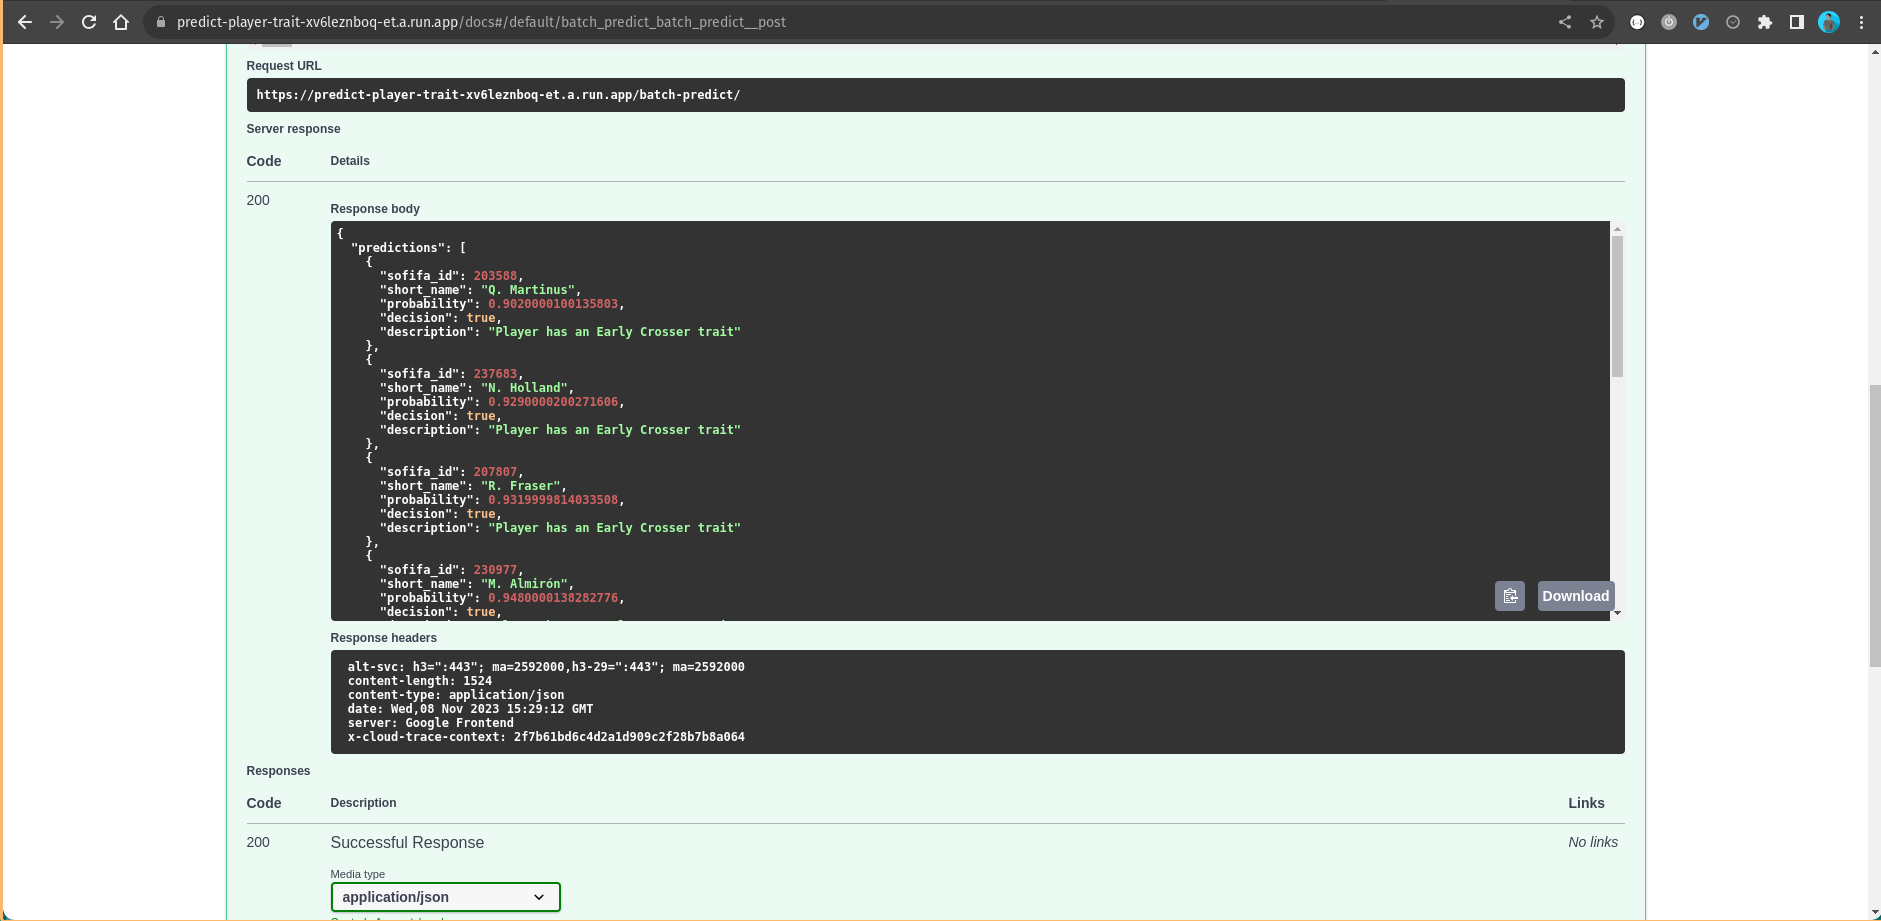 predict-player-trait-xv6leznboq-et.a.run.app/docs#/default/batch_predict_batch_predict__post
Request URL
https://predict-player-trait-xv6leznboq-et.a.run.app/batch-predict/
Server response
Code Details
200
Response body
{
"predictions": [
{
"sofifa_id": 203588,
"short_name": "Q. Martinus",
"probability": 0.9020000100135803,
"decision": true,
"description": "Player has an Early Crosser trait"
},
{
"sofifa_id": 237683,
"short_name": "N. Holland",
"probability": 0.9290000200271606,
"decision": true,
"description": "Player has an Early Crosser trait"
},
{
"sofifa_id": 207807,
"short_name": "R. Fraser",
"probability": 0.9319999814033508,
"decision": true,
"description": "Player has an Early Crosser trait"
},
{
"sofifa_id": 230977,
"short_name": "M. Almirón",
"probability": 0.9480000138282776,
"decision": true,
Download
Response headers
alt-svc: h3=":443"; ma=2592000,h3-29=":443"; ma=2592000
content-length: 1524
content-type: application/json
date: Wed,08 Nov 2023 15:29:12 GMT
server: Google Frontend
x-cloud-trace-context: 2f7b61bd6c4d2a1d909c2f28b7b8a064
Responses
Code Description Links
200 Successful Response No links
Media type
application/json